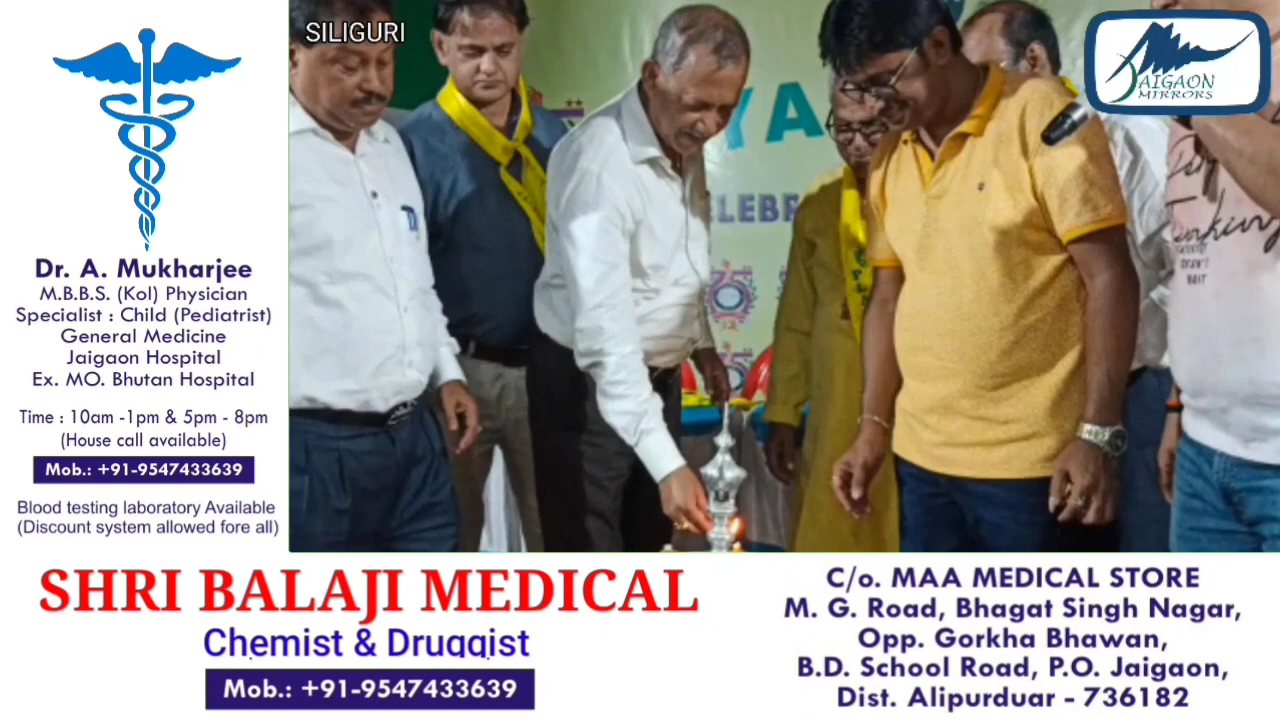 SILIGURI
JAIGAON
MIRRORS
YA
ELEBR
Dr. A. Mukharjee
M.B.B.S. (Kol) Physician
Specialist : Child (Pediatrist)
General Medicine
Jaigaon Hospital
Ex. MO. Bhutan Hospital
Time : 10am -1pm & 5pm - 8pm
(House call available)
Mob.: +91-9547433639
Blood testing laboratory Available
(Discount system allowed fore all)
SHRI BALAJI MEDICAL
Chemist & Druggist
Mob.: +91-9547433639
C/o. MAA MEDICAL STORE
M. G. Road, Bhagat Singh Nagar,
Opp. Gorkha Bhawan,
B.D. School Road, P.O. Jaigaon,
Dist. Alipurduar - 736182